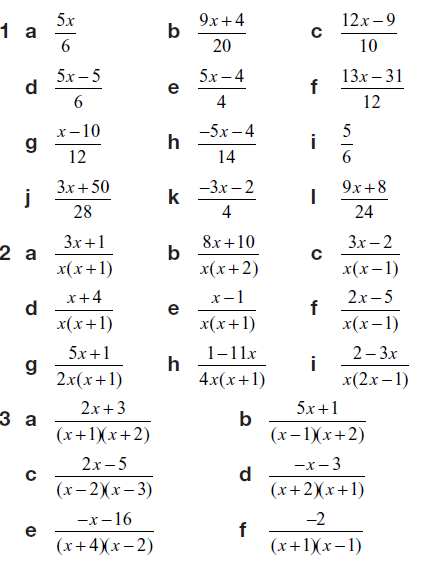 1 a 5x/6 b 9x+4/20 c 12x−9/10
d 5x−5/6 e 5x−4/4 f 13x−31/12
g x−10/12 h −5x−4/14 i 5/6
j 3x+50/28 k −3x−2/4 l 9x+8/24
2 a 3x+1/x(x+1) b 8x+10/x(x+2) c 3x−2/x(x−1)
d x+4/x(x+1) e x−1/x(x+1) f 2x−5/x(x−1)
g 5x+1/2x(x+1) h 1−11x/4x(x+1) i 2−3x/x(2x−1)
3 a 2x+3/(x+1)(x+2) b 5x+1/(x−1)(x+2)
c 2x−5/(x−2)(x−3) d −x−3/(x+2)(x+1)
e −x−16/(x+4)(x−2) f −2/(x+1)(x−1)